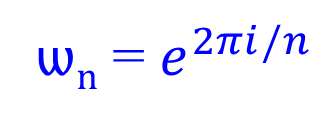 ωₙ = e^{2πi/n}